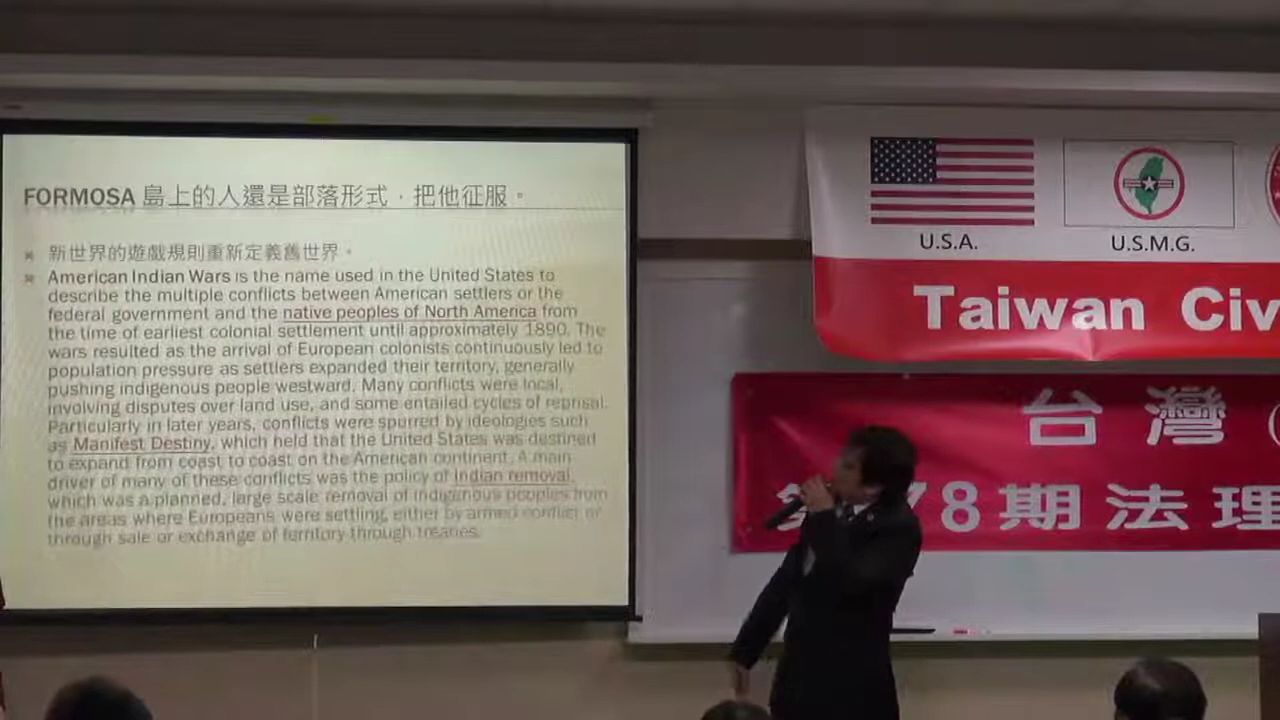 FORMOSA 島上的人還是部落形式，把他征服。
新世界的遊戲規則重新定義舊世界。
American Indian Wars is the name used in the United States to
describe the multiple conflicts between American settlers or the
federal government and the native peoples of North America from
the time of earliest colonial settlement until approximately 1890. The
wars resulted as the arrival of European colonists continuously led to
population pressure as settlers expanded their territory, generally
pushing indigenous people westward. Many conflicts were local,
involving disputes over land use, and some entailed cycles of reprisal.
Particularly in later years, conflicts were spurred by ideologies such
as Manifest Destiny, which held that the United States was destined
to expand from coast to coast on the American continent. A main
driver of many of these conflicts was the policy of Indian removal,
which was a planned, large scale removal of indigenous peoples from
the areas where Europeans were settling, either by armed conflict or
through sale or exchange of territory through treaties.
U.S.A.
U.S.M.G.
Taiwan Civ
台灣
78期法理